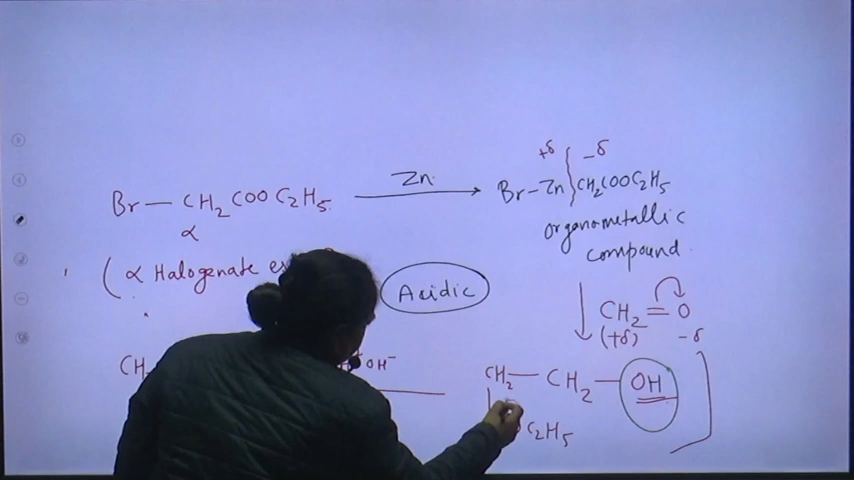 +δ -δ
Br — CH2COOC2H5 Zn Br-Zn CH2COOC2H5
α organometallic
compound.
( α Halogenate
Acidic
CH2=O
(+δ) -δ
CH OH⁻ CH2 — CH2 — OH
C2H5